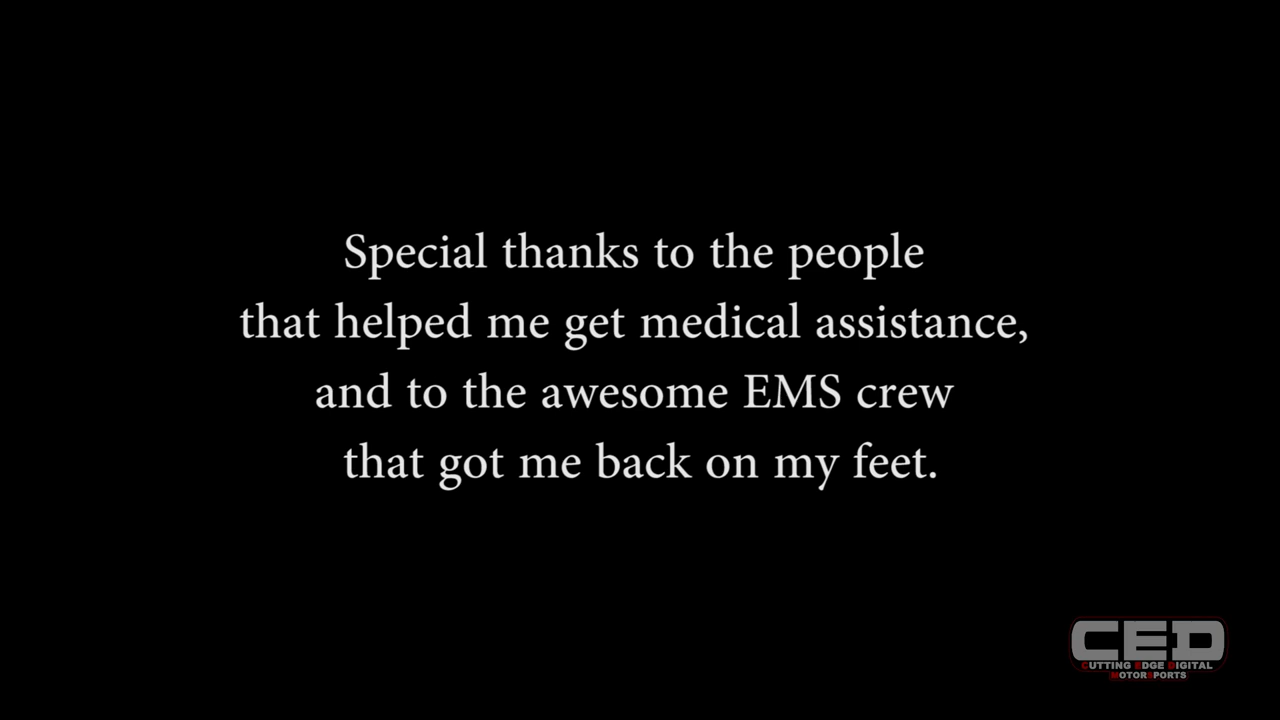 Special thanks to the people
that helped me get medical assistance,
and to the awesome EMS crew
that got me back on my feet.
CED
CUTTING EDGE DIGITAL
MOTORSPORTS